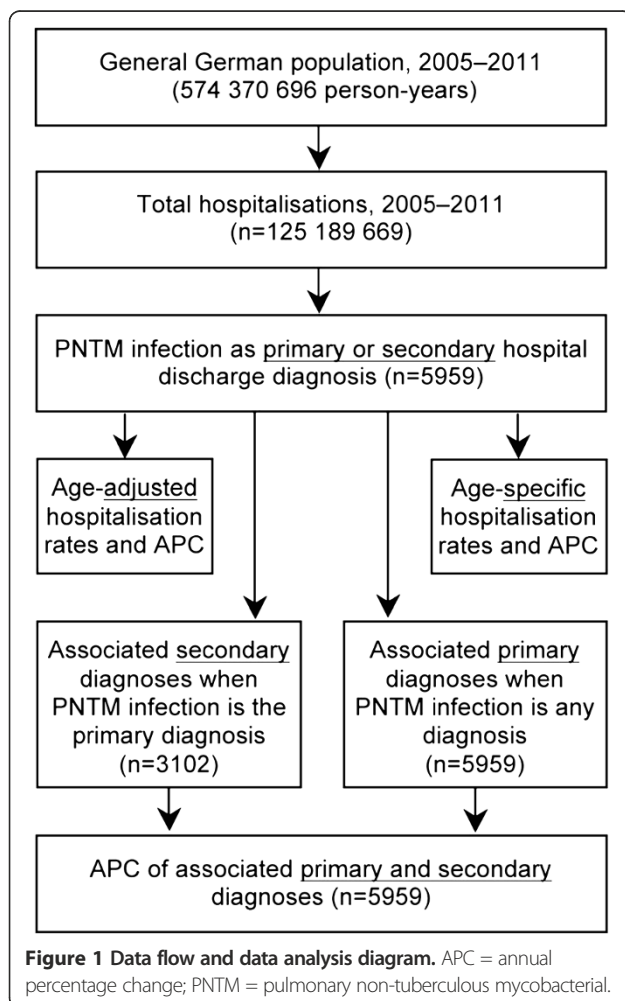 General German population, 2005–2011
(574 370 696 person-years)
Total hospitalisations, 2005–2011
(n=125 189 669)
PNTM infection as primary or secondary hospital
discharge diagnosis (n=5959)
Age-adjusted
hospitalisation
rates and APC
Age-specific
hospitalisation
rates and APC
Associated secondary
diagnoses when
PNTM infection is the
primary diagnosis
(n=3102)
Associated primary
diagnoses when
PNTM infection is any
diagnosis
(n=5959)
APC of associated primary and secondary
diagnoses (n=5959)
Figure 1 Data flow and data analysis diagram. APC = annual
percentage change; PNTM = pulmonary non-tuberculous mycobacterial.